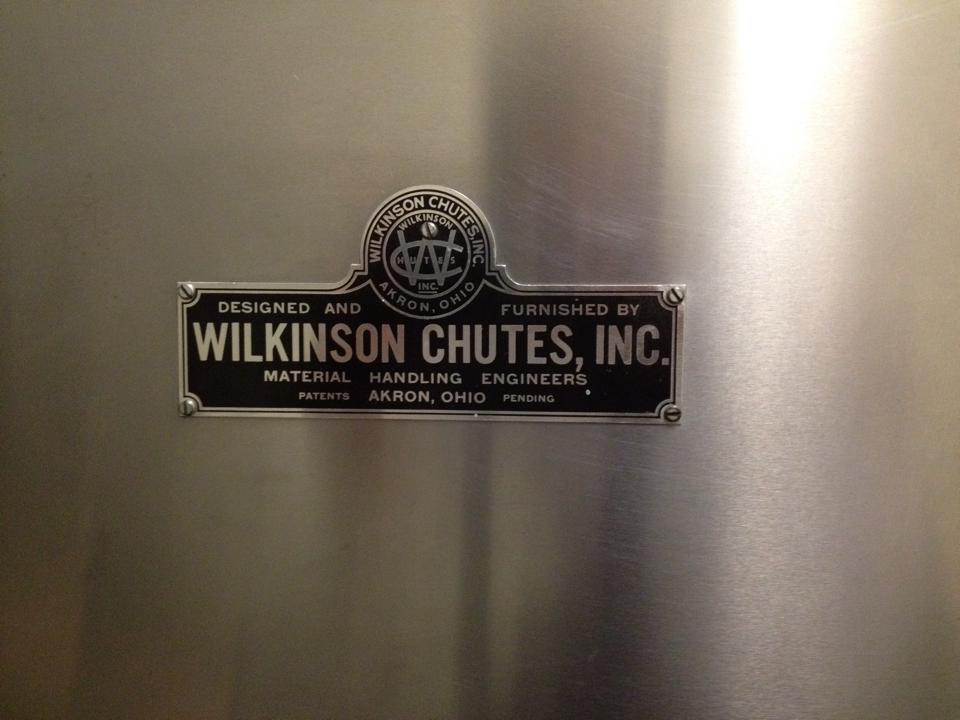 WILKINSON CHUTES, INC.
WILKINSON
CHUTES
INC.
AKRON, OHIO
DESIGNED AND FURNISHED BY
WILKINSON CHUTES, INC.
MATERIAL HANDLING ENGINEERS
PATENTS AKRON, OHIO PENDING